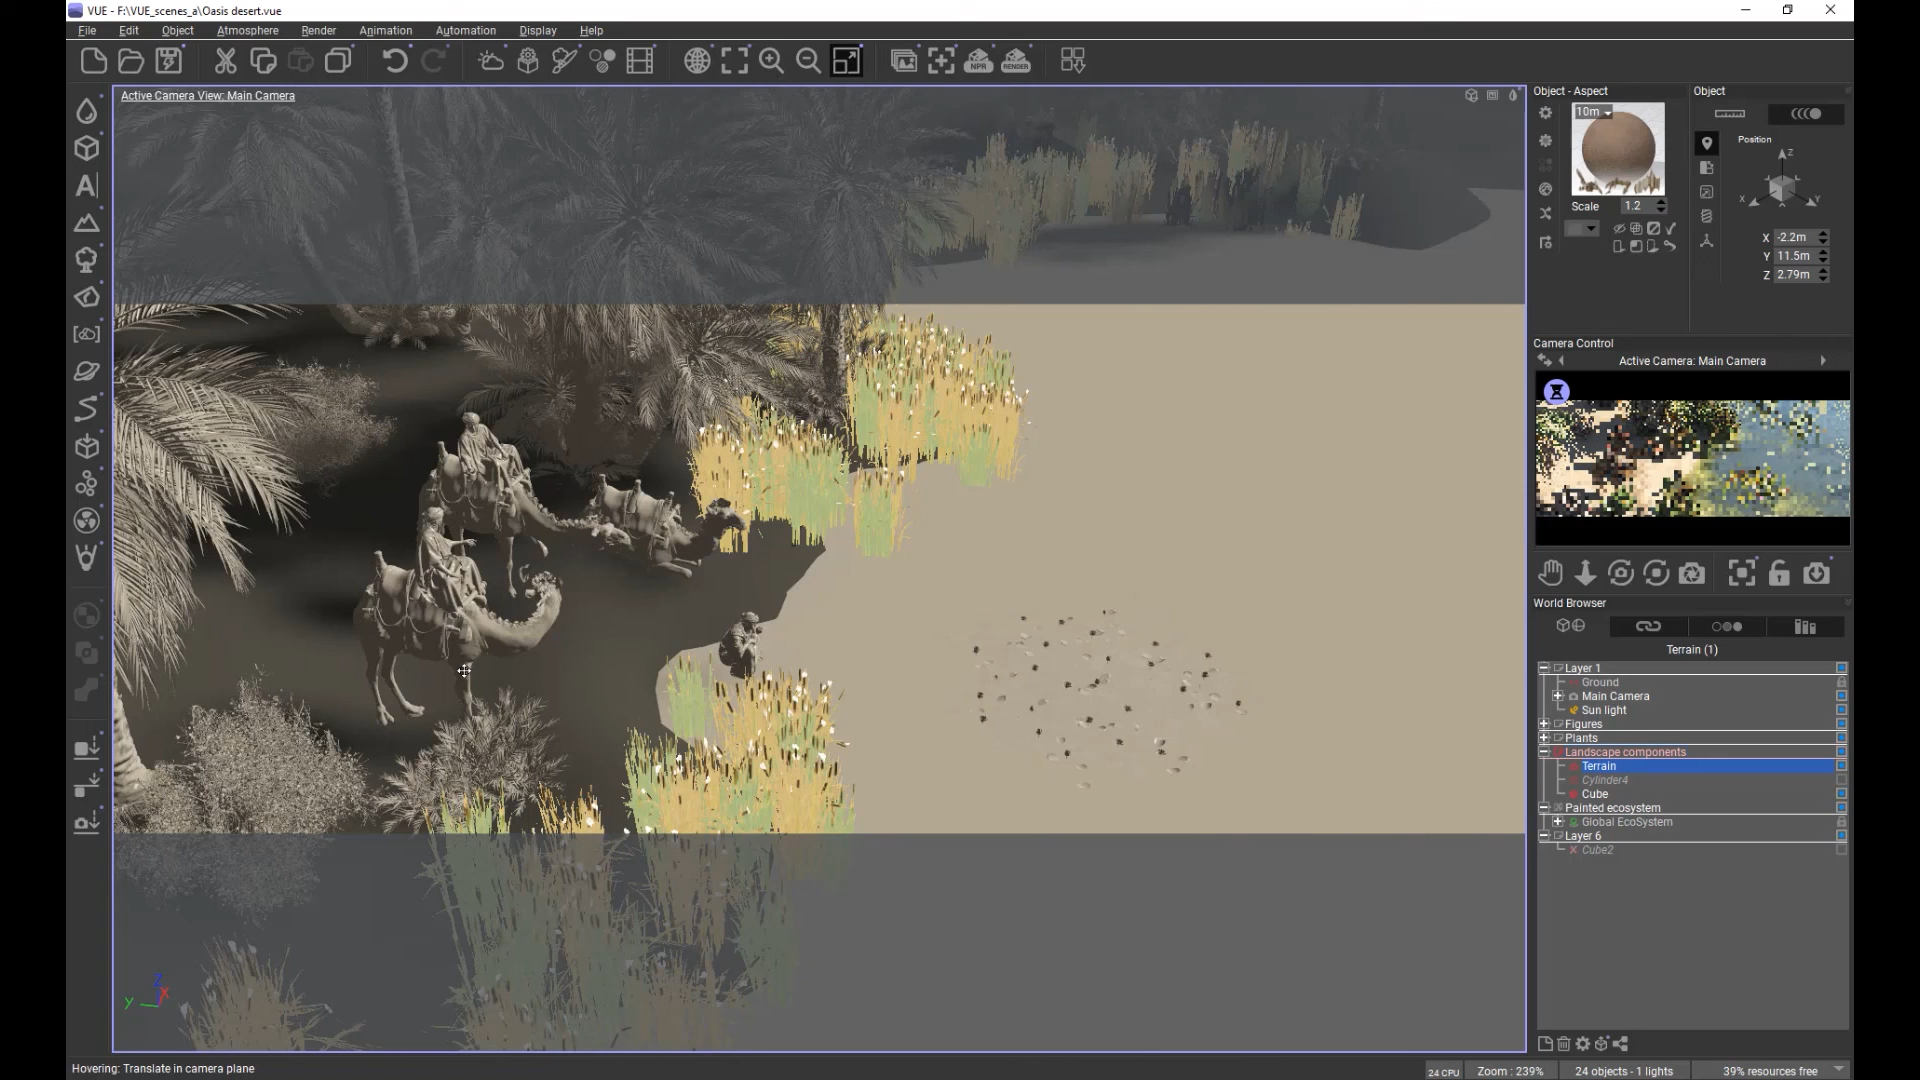 VUE - F:\VUE_scenes_a\Oasis desert.vue
File Edit Object Atmosphere Render Animation Automation Display Help
NPR RENDER
Active Camera View: Main Camera
Object - Aspect
Object
10m
Scale 1.2
Position
Z
X Y
X -2.2m
Y 11.5m
Z 2.79m
Camera Control
Active Camera: Main Camera
World Browser
Terrain (1)
Layer 1
Ground
Main Camera
Sun light
Figures
Plants
Landscape components
Terrain
Cylinder4
Cube
Painted ecosystem
Global EcoSystem
Layer 6
Cube2
Z
X
Y
Hovering: Translate in camera plane
24 CPU
Zoom : 239%
24 objects - 1 lights
39% resources free